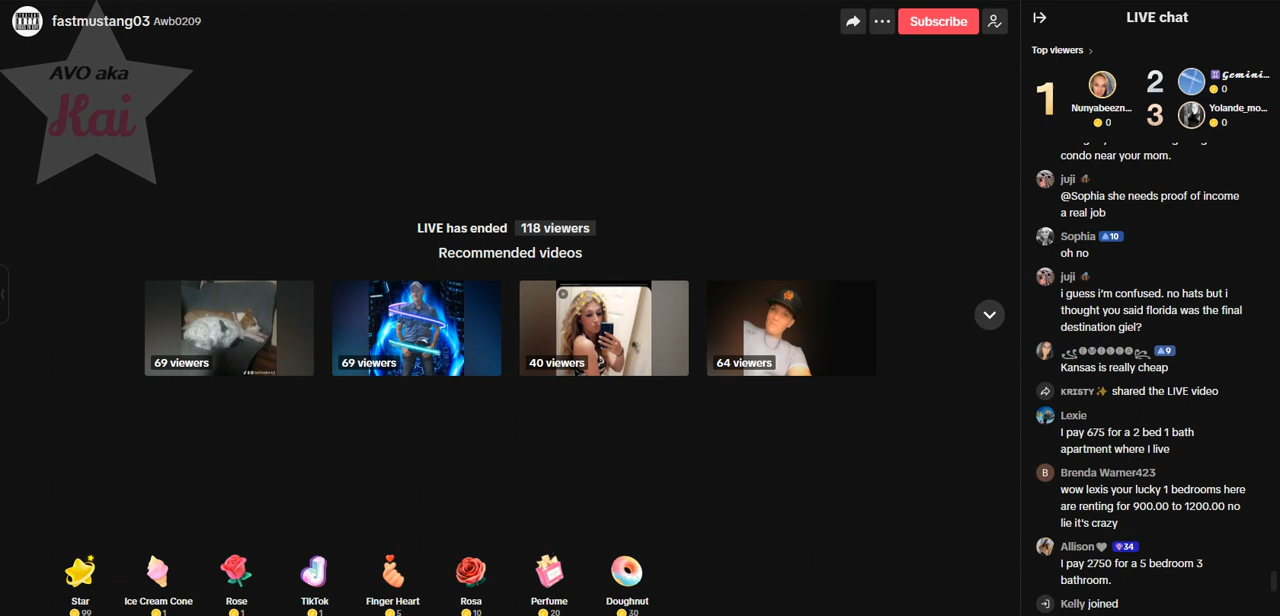 fastmustang03 Awb0209
Subscribe
AVO aka
Kai
LIVE has ended 118 viewers
Recommended videos
69 viewers
69 viewers
40 viewers
64 viewers
Star
99
Ice Cream Cone
1
Rose
1
TikTok
1
Finger Heart
5
Rosa
10
Perfume
20
Doughnut
30
LIVE chat
Top viewers
1
Nunyabeezn...
0
2
𝓖𝓮𝓶𝓲𝓷𝓲...
0
3
Yolande_mo...
0
condo near your mom.
juji
@Sophia she needs proof of income
a real job
Sophia 10
oh no
juji
i guess i'm confused. no hats but i
thought you said florida was the final
destination giel?
🅔🅜🅘🅛🅔🅐 9
Kansas is really cheap
KRISTY✨ shared the LIVE video
Lexie
I pay 675 for a 2 bed 1 bath
apartment where I live
B Brenda Warner423
wow lexis your lucky 1 bedrooms here
are renting for 900.00 to 1200.00 no
lie it's crazy
Allison 34
I pay 2750 for a 5 bedroom 3
bathroom.
Kelly joined